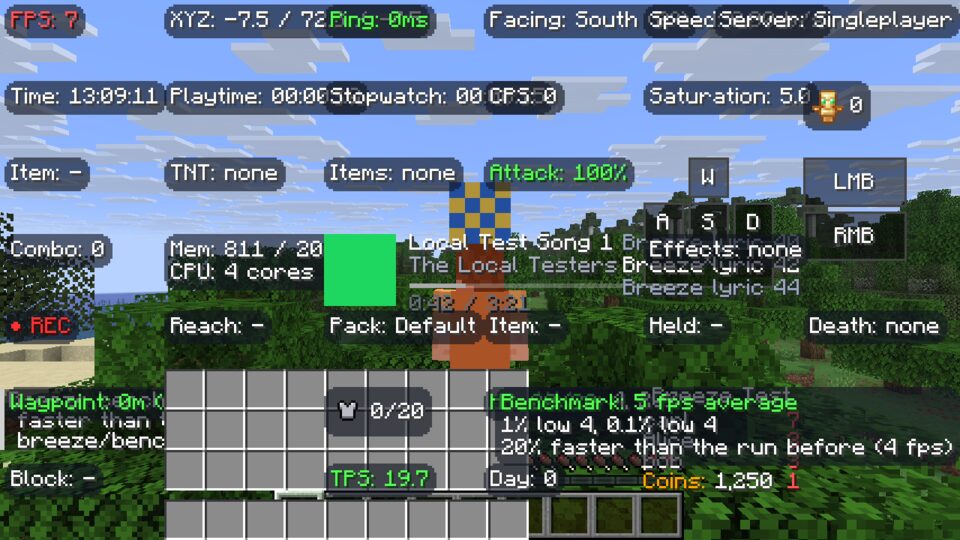 FPS: 7
XYZ: -7.5 / 72
Ping: 0ms
Facing: South
Speed
Server: Singleplayer
Time: 13:09:11
Playtime: 00:00
Stopwatch: 00
CPS: 0
Saturation: 5.0
0
Item: -
TNT: none
Items: none
Attack: 100%
W
LMB
A S D
RMB
Combo: 0
Mem: 811 / 20
CPU: 4 cores
Local Test Song 1
The Local Testers
0:42 / 3:21
Effects: none
Breeze lyric 42
Breeze lyric 44
REC
Reach: -
Pack: Default
Item: -
Held: -
Death: none
Waypoint: 0m
faster than
breeze/benc
0/20
Benchmark: 5 fps average
1% low 4, 0.1% low 4
20% faster than the run before (4 fps)
Block: -
TPS: 19.7
Day: 0
Coins: 1,250
1